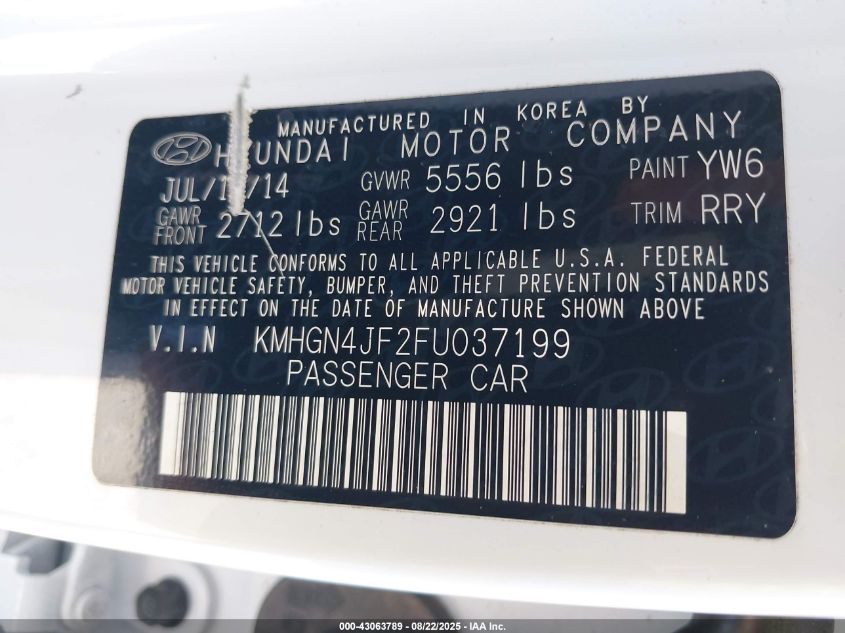 MANUFACTURED IN KOREA BY
HYUNDAI MOTOR COMPANY
JUL/ /14 GVWR 5556 lbs PAINT YW6
GAWR FRONT 2712 lbs GAWR REAR 2921 lbs TRIM RRY
THIS VEHICLE CONFORMS TO ALL APPLICABLE U.S.A. FEDERAL
MOTOR VEHICLE SAFETY, BUMPER, AND THEFT PREVENTION STANDARDS
IN EFFECT ON THE DATE OF MANUFACTURE SHOWN ABOVE
V.I.N KMHGN4JF2FU037199
PASSENGER CAR
000-43063789 - 08/22/2025 - IAA Inc.